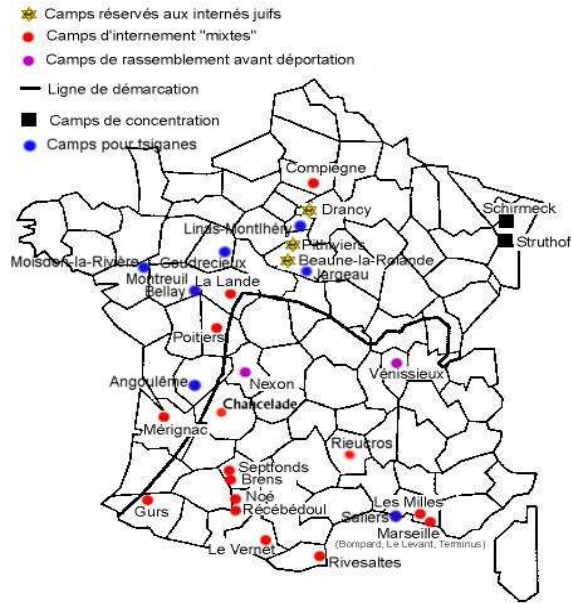 Camps réservés aux internés juifs
Camps d'internement "mixtes"
Camps de rassemblement avant déportation
Ligne de démarcation
Camps de concentration
Camps pour tsiganes
Compiègne
Drancy
Schirmeck
Linas-Montlhéry
Struthof
Pithiviers
Moisdon-la-Rivière
Coudrecieux
Beaune-la-Rolande
Jargeau
Montreuil
Bellay
La Lande
Poitiers
Vénissieux
Angoulême
Nexon
Chancelade
Mérignac
Rieucros
Septfonds
Brens
Noé
Les Milles
Gurs
Récébédoul
Saliers
Marseille
(Bompard, Le Levant, Terminus)
Le Vernet
Rivesaltes